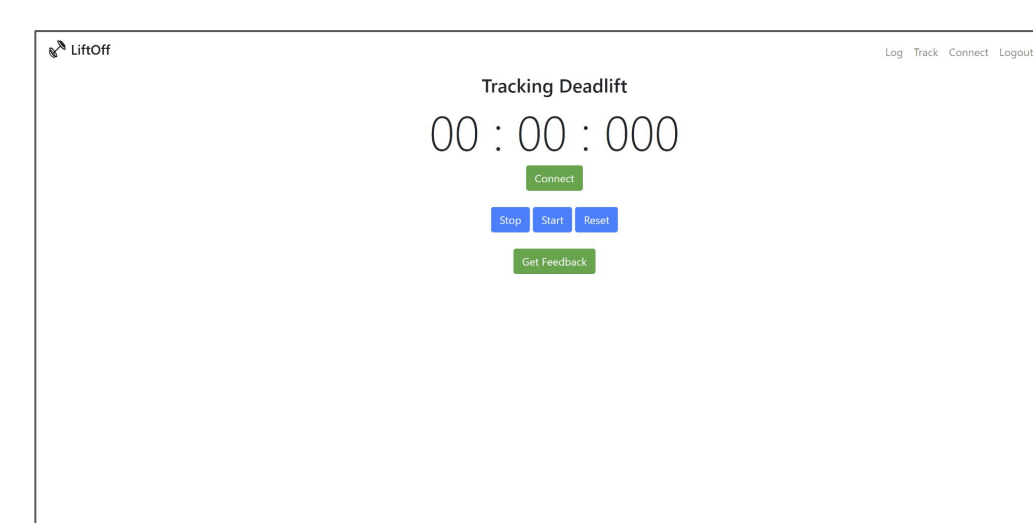 LiftOff
Log Track Connect Logout
Tracking Deadlift
00 : 00 : 000
Connect
Stop Start Reset
Get Feedback